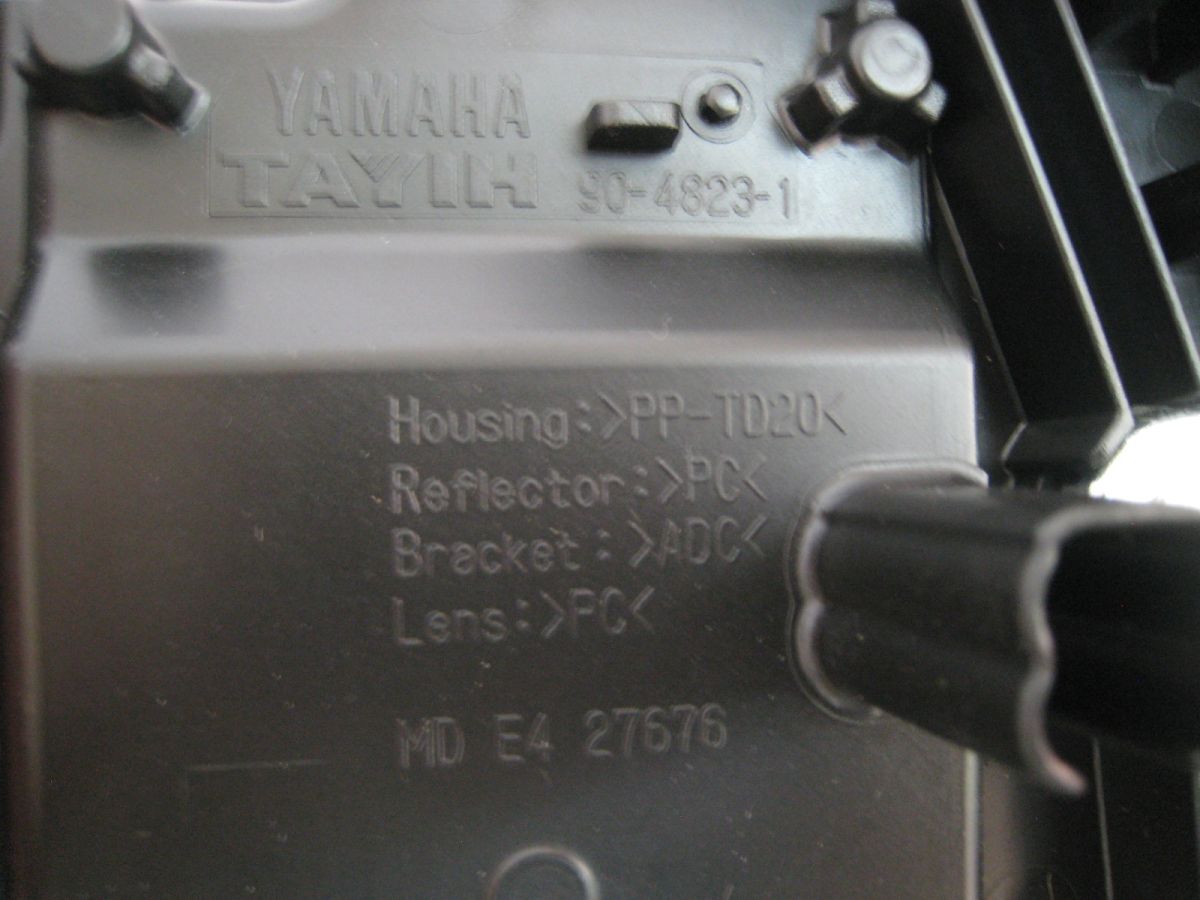 YAMAHA
TAYIH 90-4823-1
Housing:>PP-TD20<
Reflector:>PC<
Bracket:>ADC<
Lens:>PC<
MD E4 27676